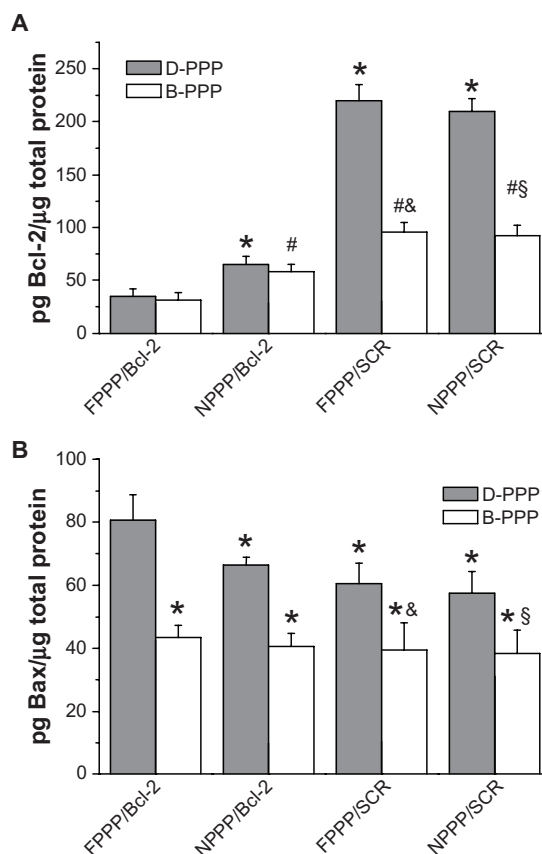 A
pg Bcl-2/μg total protein
250
200
150
100
50
0
D-PPP
B-PPP
*
#
*
#&
*
#§
FPPP/Bcl-2
NPPP/Bcl-2
FPPP/SCR
NPPP/SCR
B
pg Bax/μg total protein
100
80
60
40
20
0
D-PPP
B-PPP
*
*
*
*
*&
*
*§
FPPP/Bcl-2
NPPP/Bcl-2
FPPP/SCR
NPPP/SCR